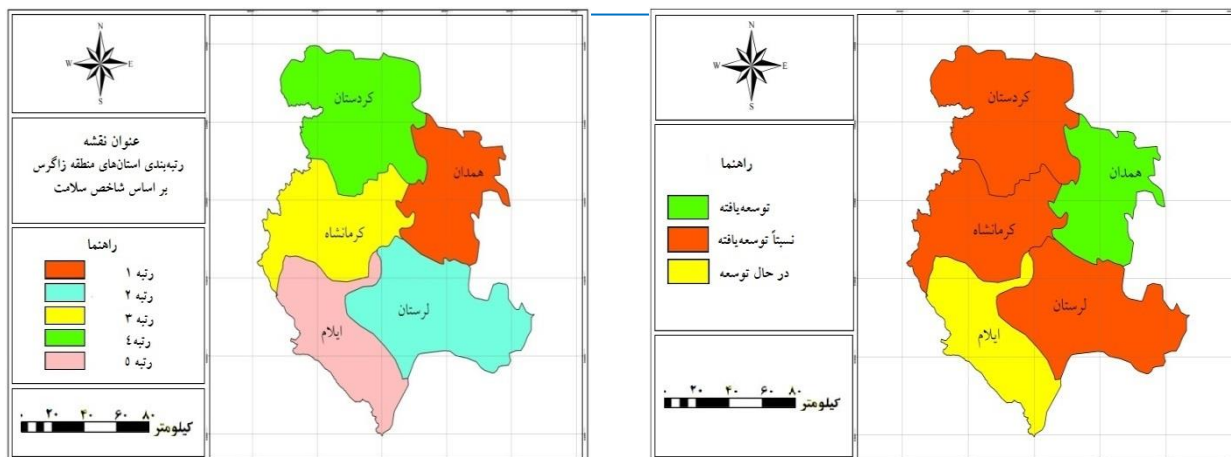 N
W E
S
عنوان نقشه
رتبه‌بندی استان‌های منطقه زاگرس
بر اساس شاخص سلامت
راهنما
رتبه ۱
رتبه ۲
رتبه ۳
رتبه ٤
رتبه ٥
۰ ۲۰ ۴۰ ۶۰ ۸۰
کیلومتر
کردستان
همدان
کرمانشاه
لرستان
ایلام
N
W E
S
راهنما
توسعه‌یافته
نسبتاً توسعه‌یافته
در حال توسعه
۰ ۲۰ ۴۰ ۶۰ ۸۰
کیلومتر
کردستان
همدان
کرمانشاه
لرستان
ایلام